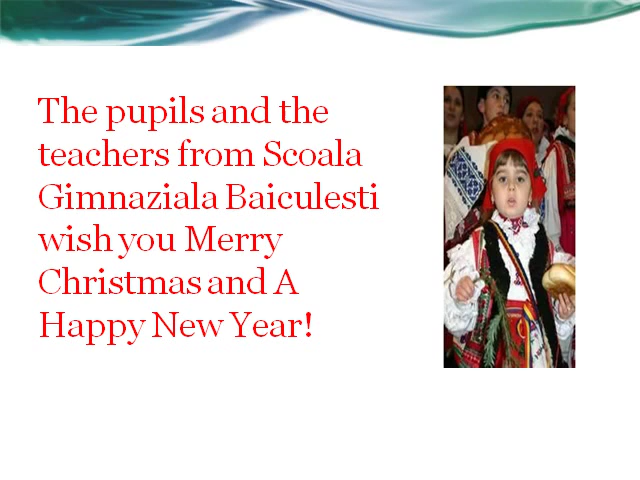 The pupils and the
teachers from Scoala
Gimnaziala Baiculesti
wish you Merry
Christmas and A
Happy New Year!